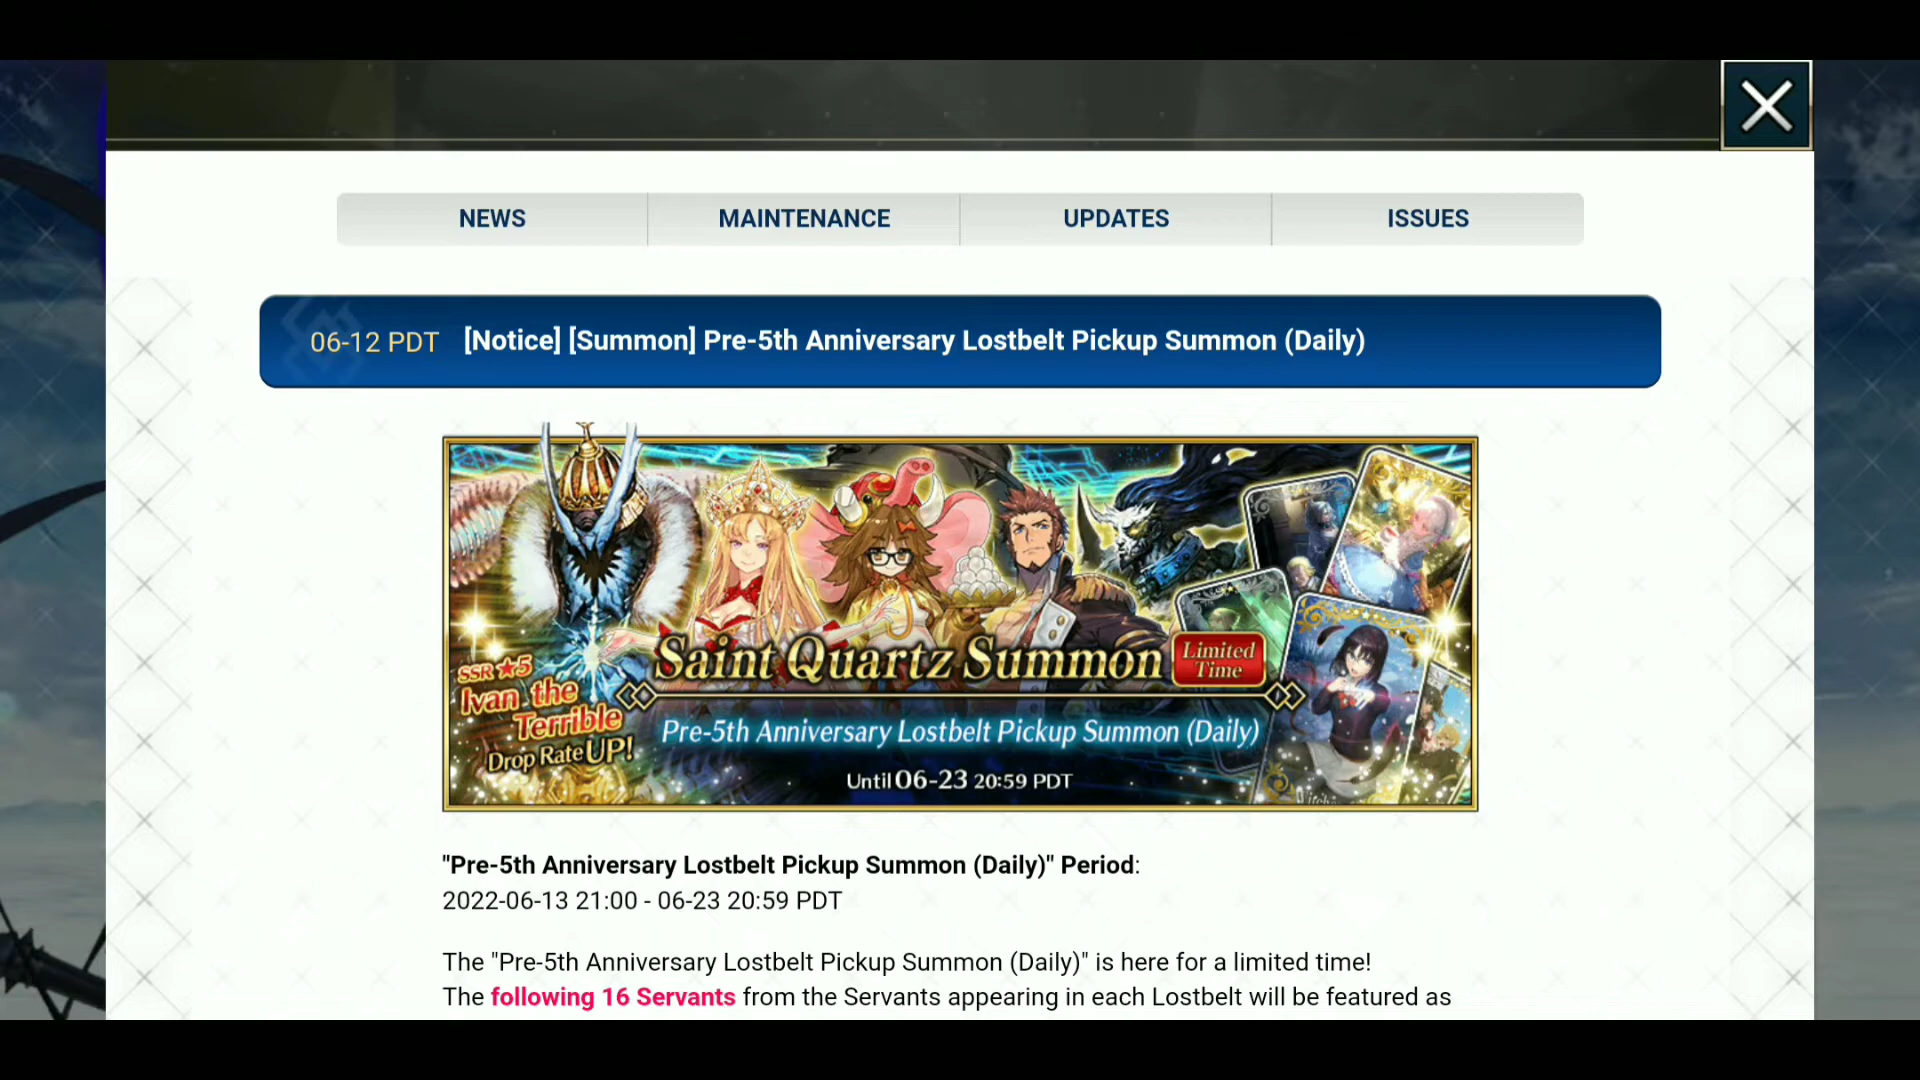 NEWS
MAINTENANCE
UPDATES
ISSUES
06-12 PDT [Notice] [Summon] Pre-5th Anniversary Lostbelt Pickup Summon (Daily)
SSR ★5
Ivan the
Terrible
Drop Rate UP!
Saint Quartz Summon
Limited
Time
Pre-5th Anniversary Lostbelt Pickup Summon (Daily)
Until 06-23 20:59 PDT
"Pre-5th Anniversary Lostbelt Pickup Summon (Daily)" Period:
2022-06-13 21:00 - 06-23 20:59 PDT
The "Pre-5th Anniversary Lostbelt Pickup Summon (Daily)" is here for a limited time!
The following 16 Servants from the Servants appearing in each Lostbelt will be featured as